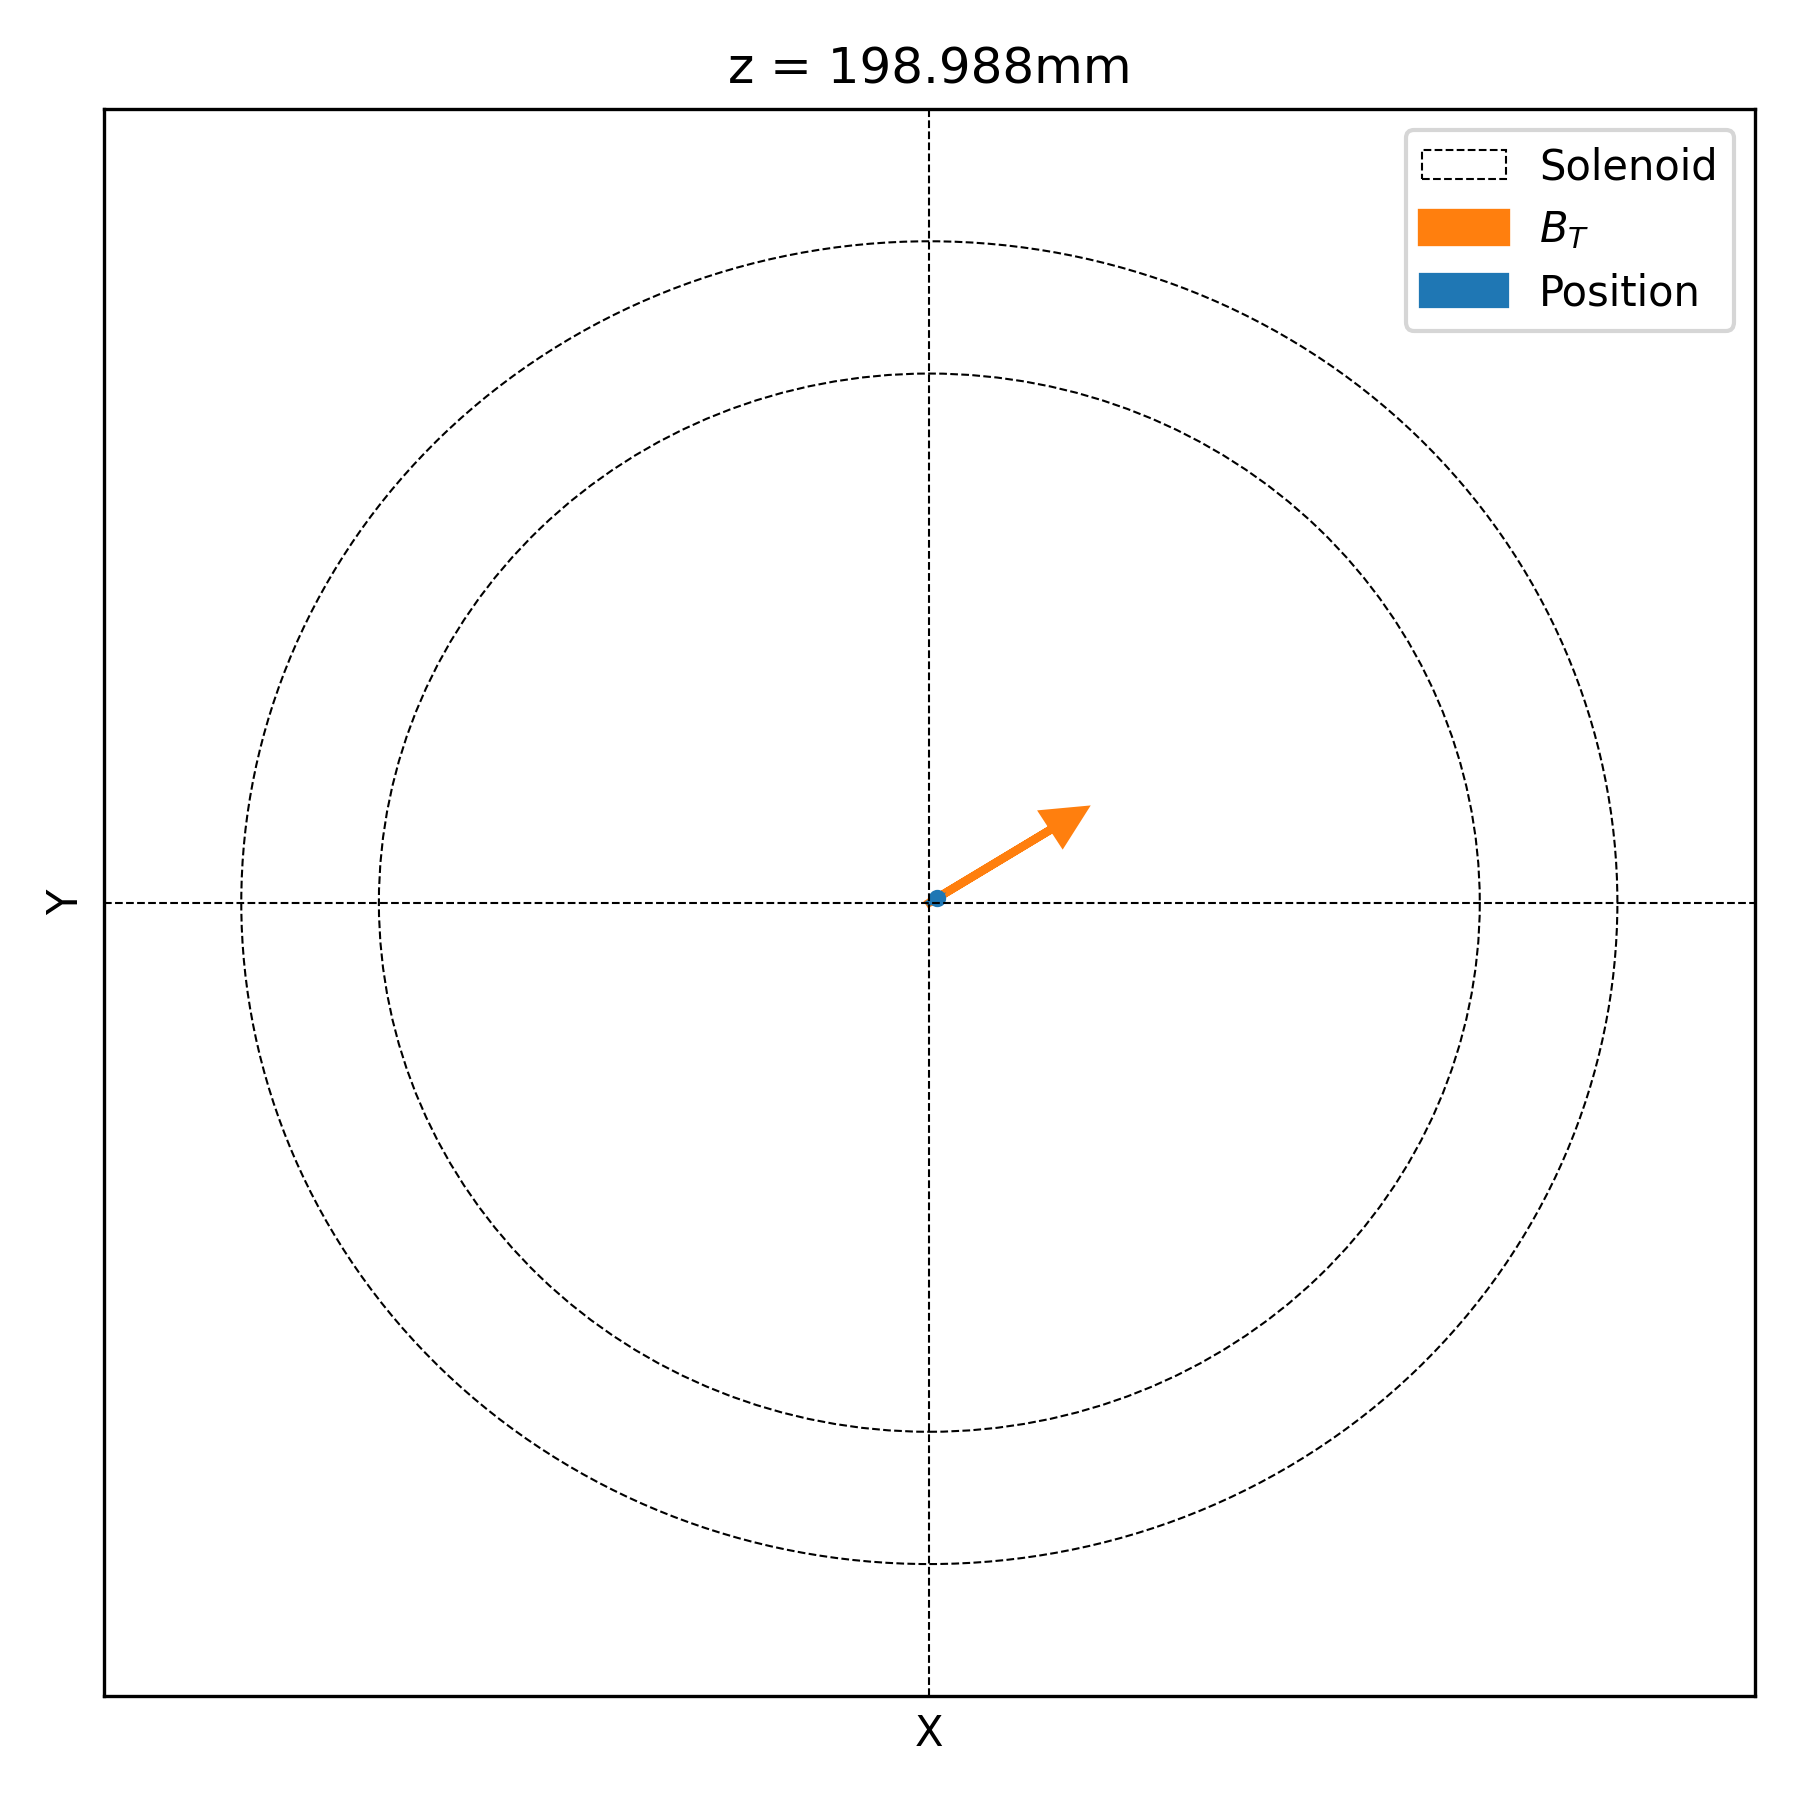 z = 198.988mm
Solenoid
B_T
Position
Y
X